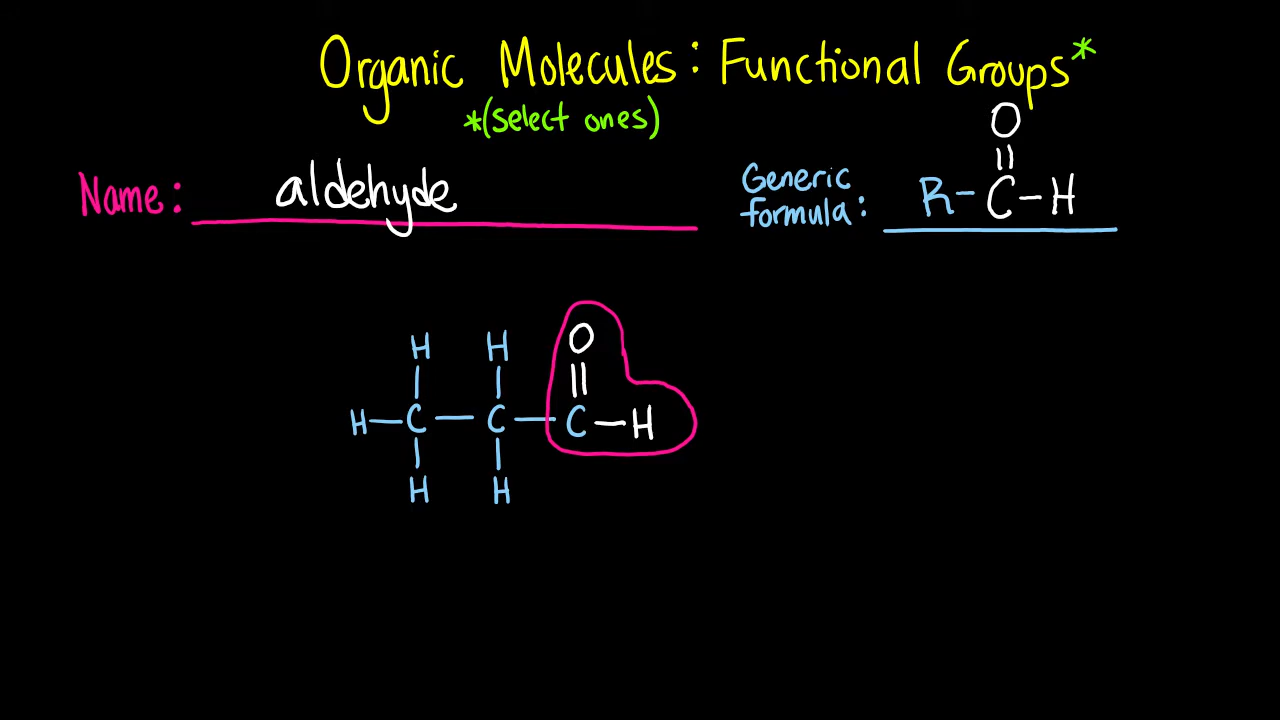 Organic Molecules: Functional Groups*
*(select ones)
Name: aldehyde
Generic formula:
O
R-C-H
H H O
H-C-C-C-H
H H